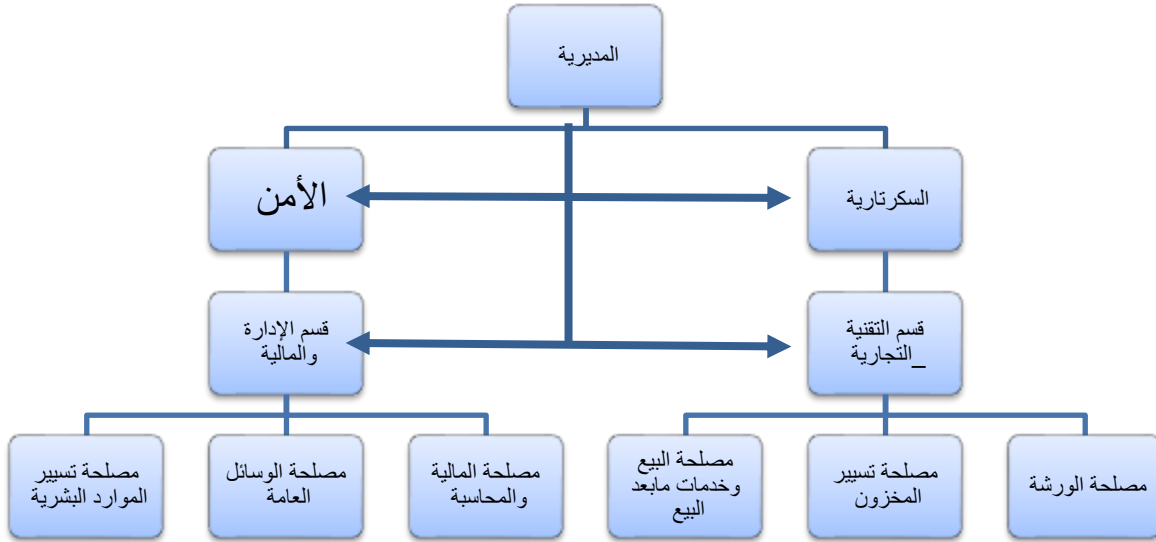 المديرية
السكرتارية
الأمن
قسم التقنية
_التجارية
قسم الإدارة
والمالية
مصلحة الورشة
مصلحة تسيير
المخزون
مصلحة البيع
وخدمات مابعد
البيع
مصلحة المالية
والمحاسبة
مصلحة الوسائل
العامة
مصلحة تسيير
الموارد البشرية